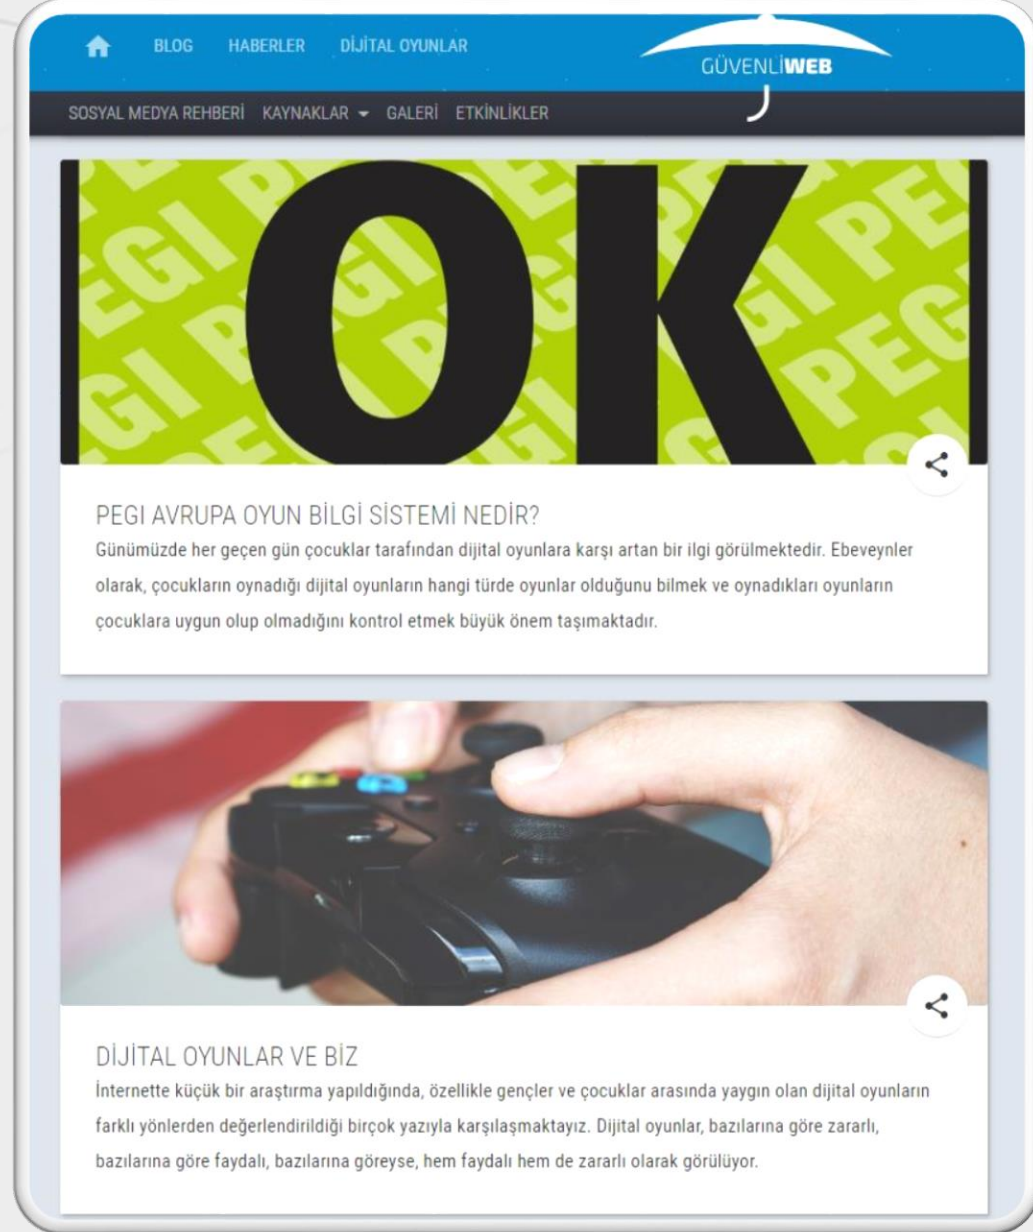 BLOG HABERLER DİJİTAL OYUNLAR
GÜVENLİWEB
SOSYAL MEDYA REHBERİ KAYNAKLAR GALERİ ETKİNLİKLER
OK
PEGI AVRUPA OYUN BİLGİ SİSTEMİ NEDİR?
Günümüzde her geçen gün çocuklar tarafından dijital oyunlara karşı artan bir ilgi görülmektedir. Ebeveynler
olarak, çocukların oynadığı dijital oyunların hangi türde oyunlar olduğunu bilmek ve oynadıkları oyunların
çocuklara uygun olup olmadığını kontrol etmek büyük önem taşımaktadır.
DİJİTAL OYUNLAR VE BİZ
İnternette küçük bir araştırma yapıldığında, özellikle gençler ve çocuklar arasında yaygın olan dijital oyunların
farklı yönlerden değerlendirildiği birçok yazıyla karşılaşmaktayız. Dijital oyunlar, bazılarına göre zararlı,
bazılarına göre faydalı, bazılarına göreyse, hem faydalı hem de zararlı olarak görülüyor.